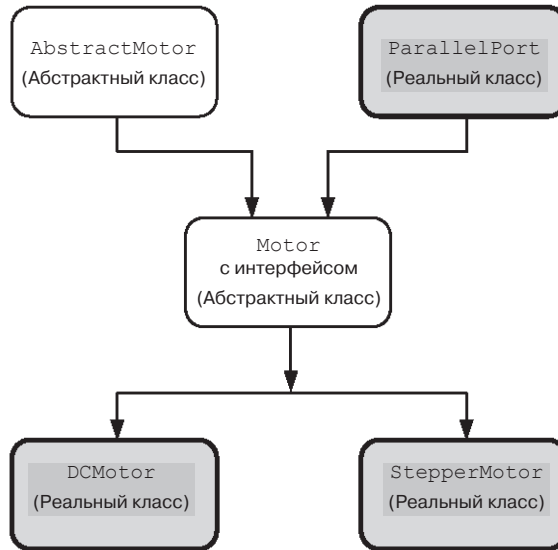 AbstractMotor
(Абстрактный класс)
ParallelPort
(Реальный класс)
Motor
с интерфейсом
(Абстрактный класс)
DCMotor
(Реальный класс)
StepperMotor
(Реальный класс)